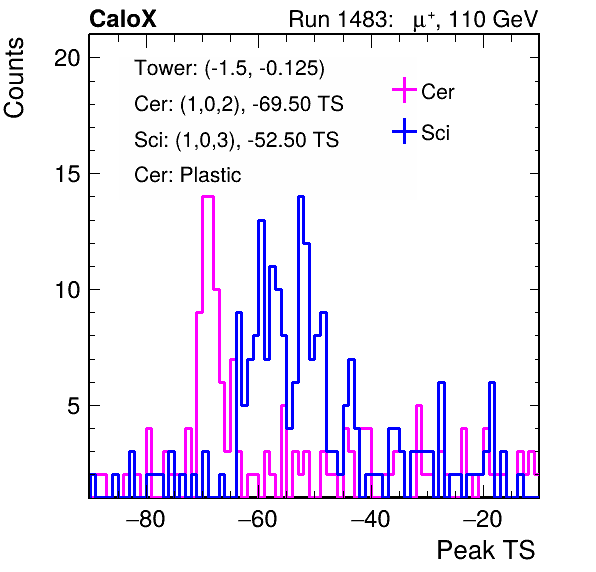 CaloX Run 1483: μ⁺, 110 GeV
Counts
20
15
10
5
Tower: (-1.5, -0.125)
Cer: (1,0,2), -69.50 TS
Sci: (1,0,3), -52.50 TS
Cer: Plastic
Cer
Sci
−80 −60 −40 −20
Peak TS